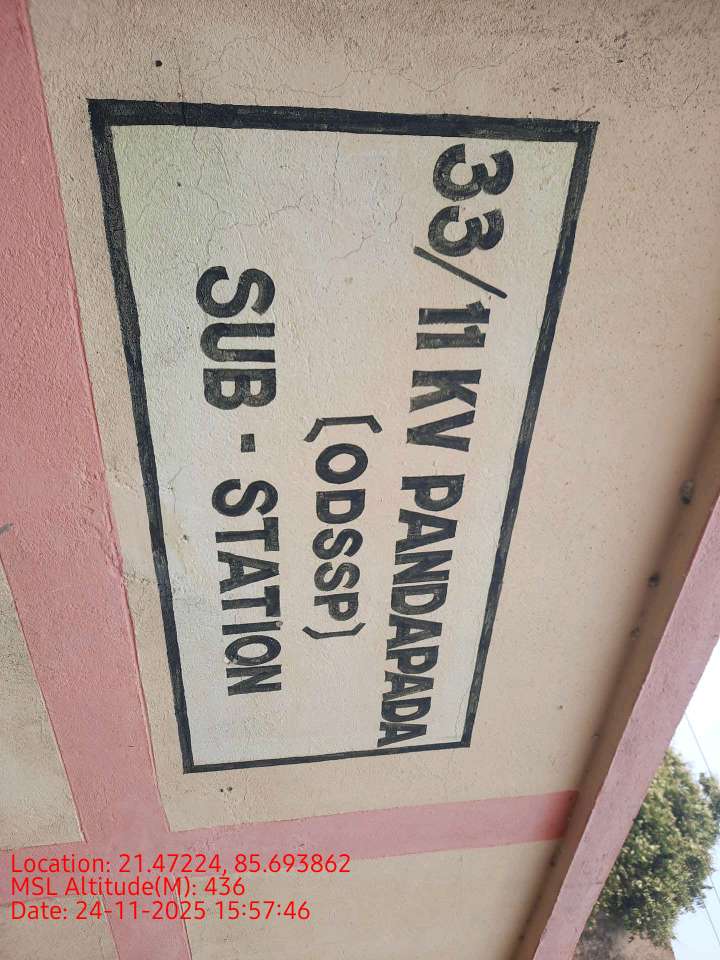 33/11 KV PANDAPADA
(ODSSP)
SUB - STATION
Location: 21.47224, 85.693862
MSL Altitude(M): 436
Date: 24-11-2025 15:57:46